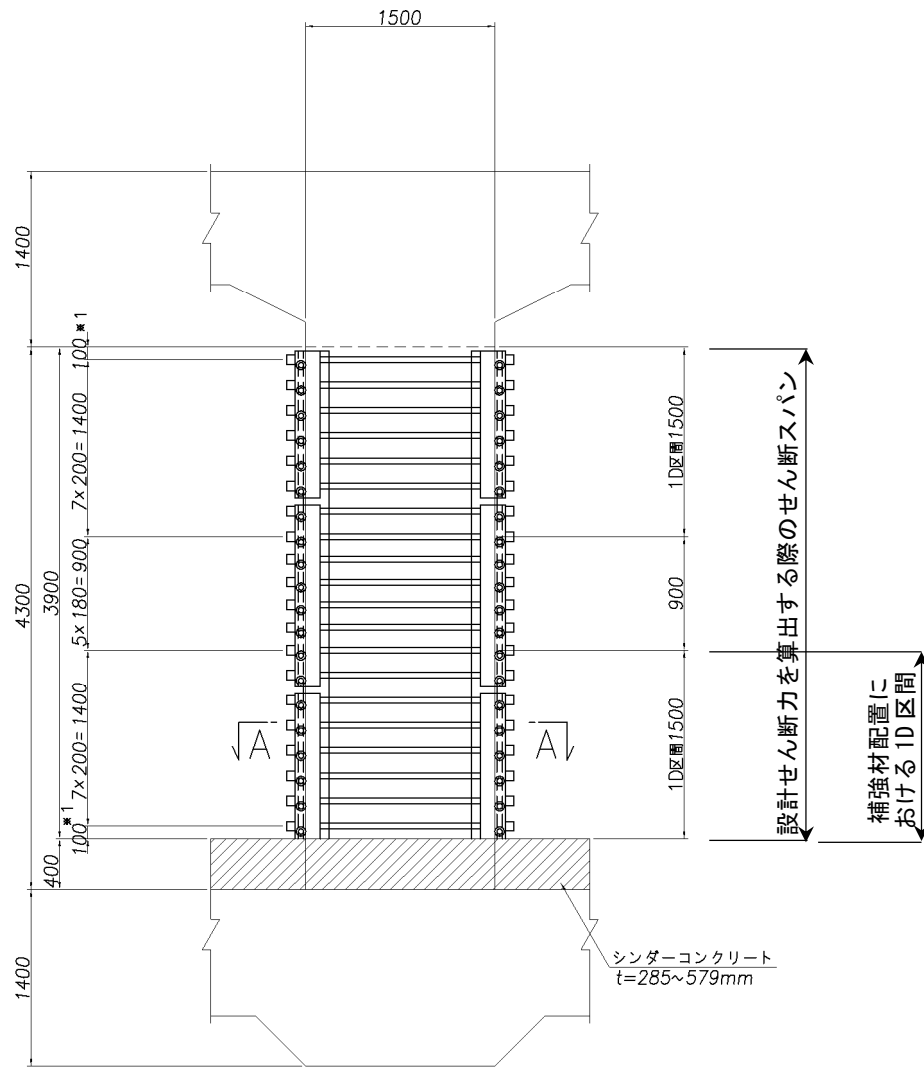 1500
1400
100※1
7×200=1400
5×180=900
7×200=1400
100※1
3900
4300
400
1400
1D区間1500
900
1D区間1500
A
A
設計せん断力を算出する際のせん断スパン
補強材配置に
おける1D区間
シンダーコンクリート
t=285~579mm